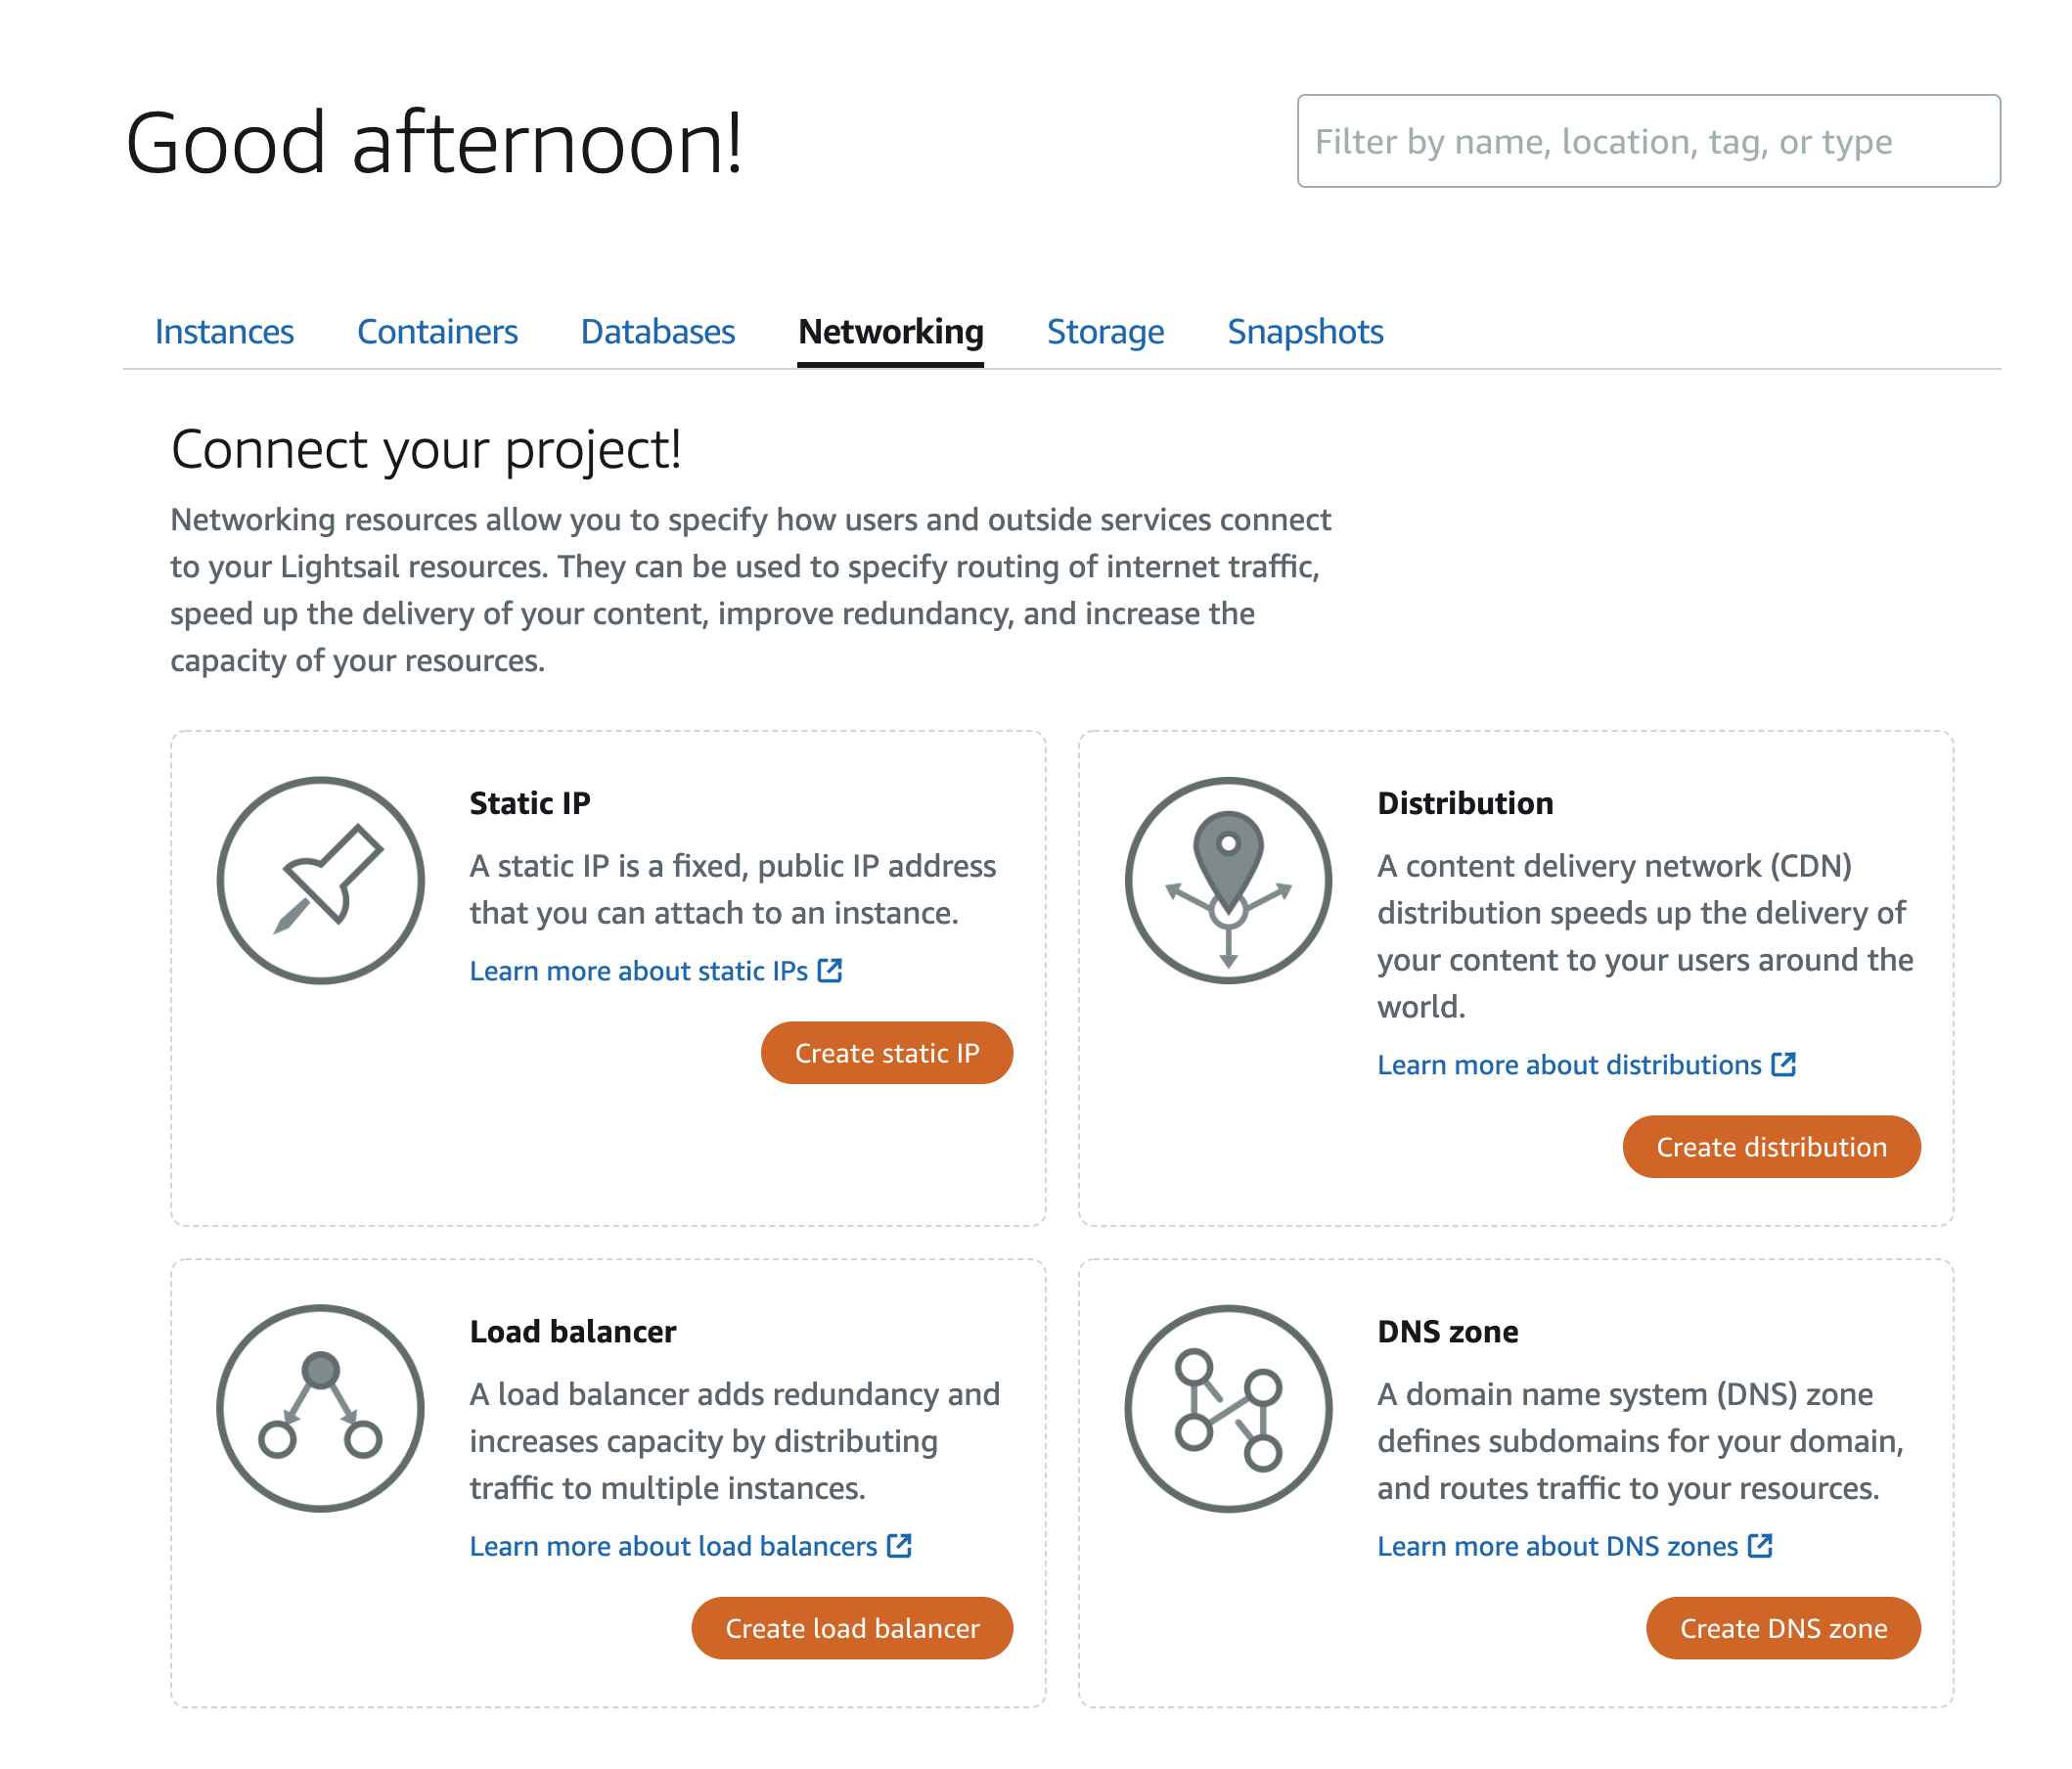 Good afternoon!
Filter by name, location, tag, or type
Instances Containers Databases Networking Storage Snapshots
Connect your project!
Networking resources allow you to specify how users and outside services connect
to your Lightsail resources. They can be used to specify routing of internet traffic,
speed up the delivery of your content, improve redundancy, and increase the
capacity of your resources.
Static IP
A static IP is a fixed, public IP address
that you can attach to an instance.
Learn more about static IPs
Create static IP
Distribution
A content delivery network (CDN)
distribution speeds up the delivery of
your content to your users around the
world.
Learn more about distributions
Create distribution
Load balancer
A load balancer adds redundancy and
increases capacity by distributing
traffic to multiple instances.
Learn more about load balancers
Create load balancer
DNS zone
A domain name system (DNS) zone
defines subdomains for your domain,
and routes traffic to your resources.
Learn more about DNS zones
Create DNS zone